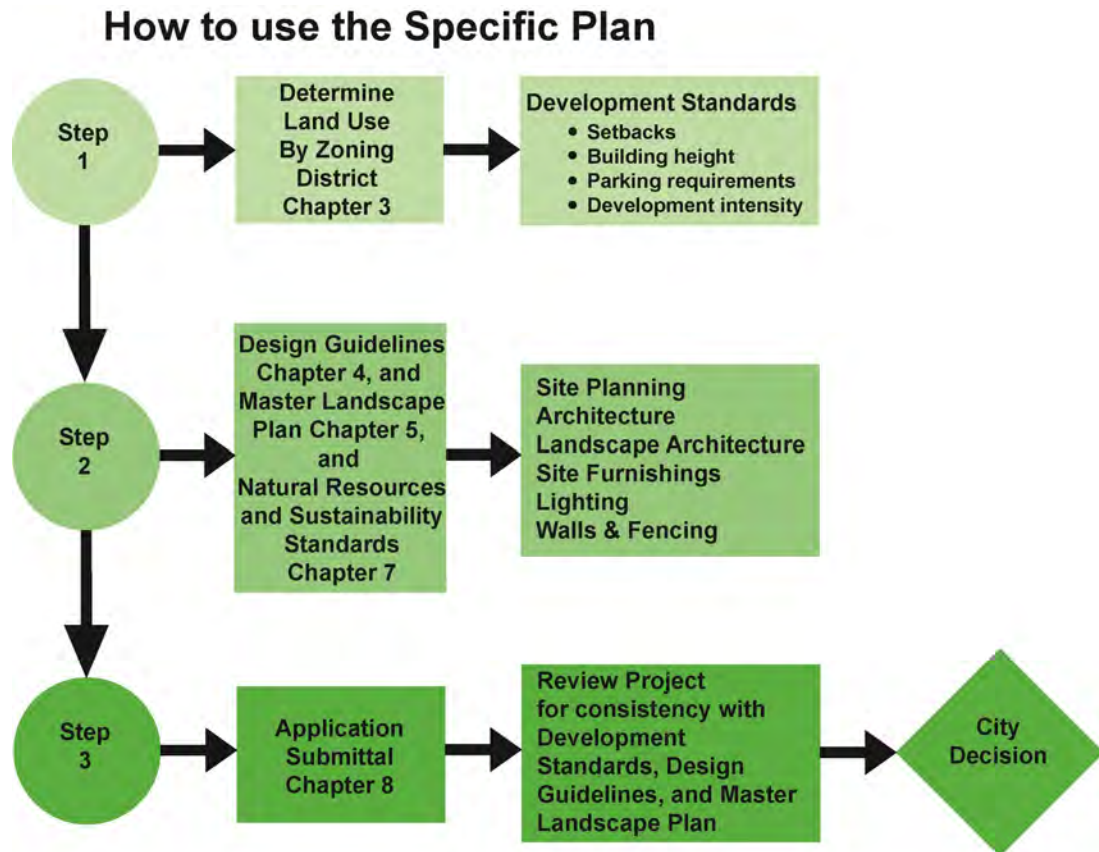 How to use the Specific Plan
Step
1
Determine
Land Use
By Zoning
District
Chapter 3
Development Standards
• Setbacks
• Building height
• Parking requirements
• Development intensity
Step
2
Design Guidelines
Chapter 4, and
Master Landscape
Plan Chapter 5,
and
Natural Resources
and Sustainability
Standards
Chapter 7
Site Planning
Architecture
Landscape Architecture
Site Furnishings
Lighting
Walls & Fencing
Step
3
Application
Submittal
Chapter 8
Review Project
for consistency with
Development
Standards, Design
Guidelines, and Master
Landscape Plan
City
Decision